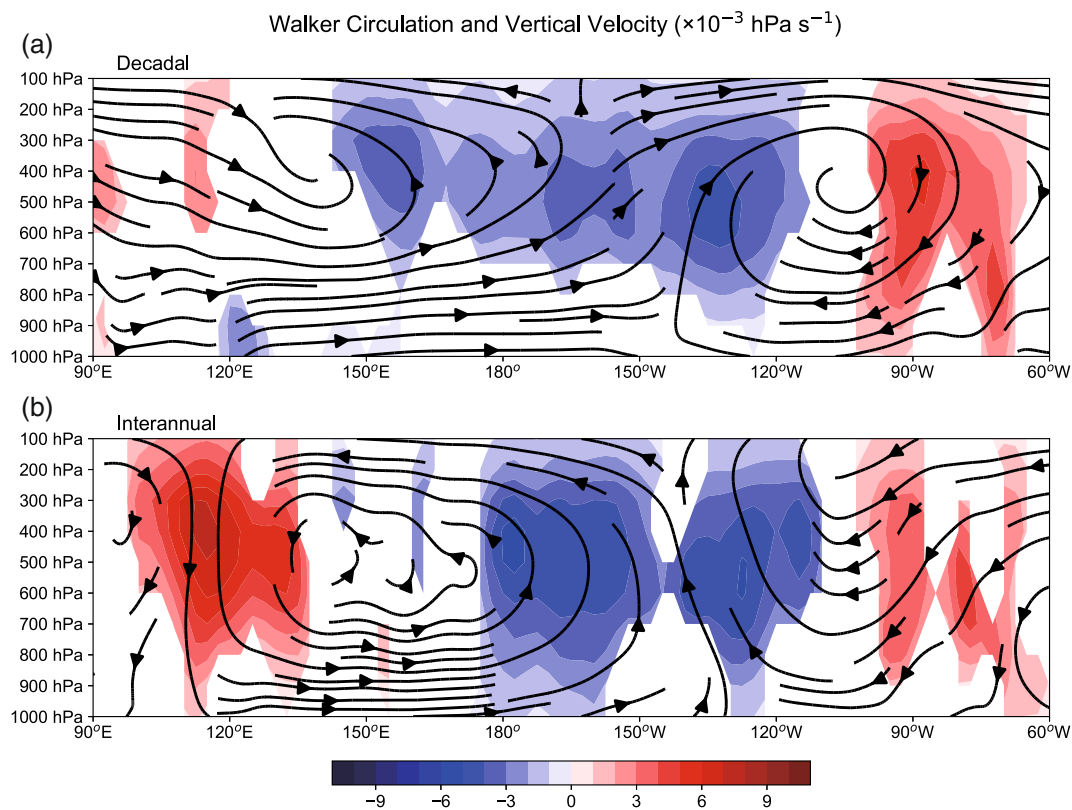 Walker Circulation and Vertical Velocity (×10⁻³ hPa s⁻¹)
(a)
Decadal
100 hPa
200 hPa
300 hPa
400 hPa
500 hPa
600 hPa
700 hPa
800 hPa
900 hPa
1000 hPa
90°E 120°E 150°E 180° 150°W 120°W 90°W 60°W
(b)
Interannual
100 hPa
200 hPa
300 hPa
400 hPa
500 hPa
600 hPa
700 hPa
800 hPa
900 hPa
1000 hPa
90°E 120°E 150°E 180° 150°W 120°W 90°W 60°W
−9 −6 −3 0 3 6 9